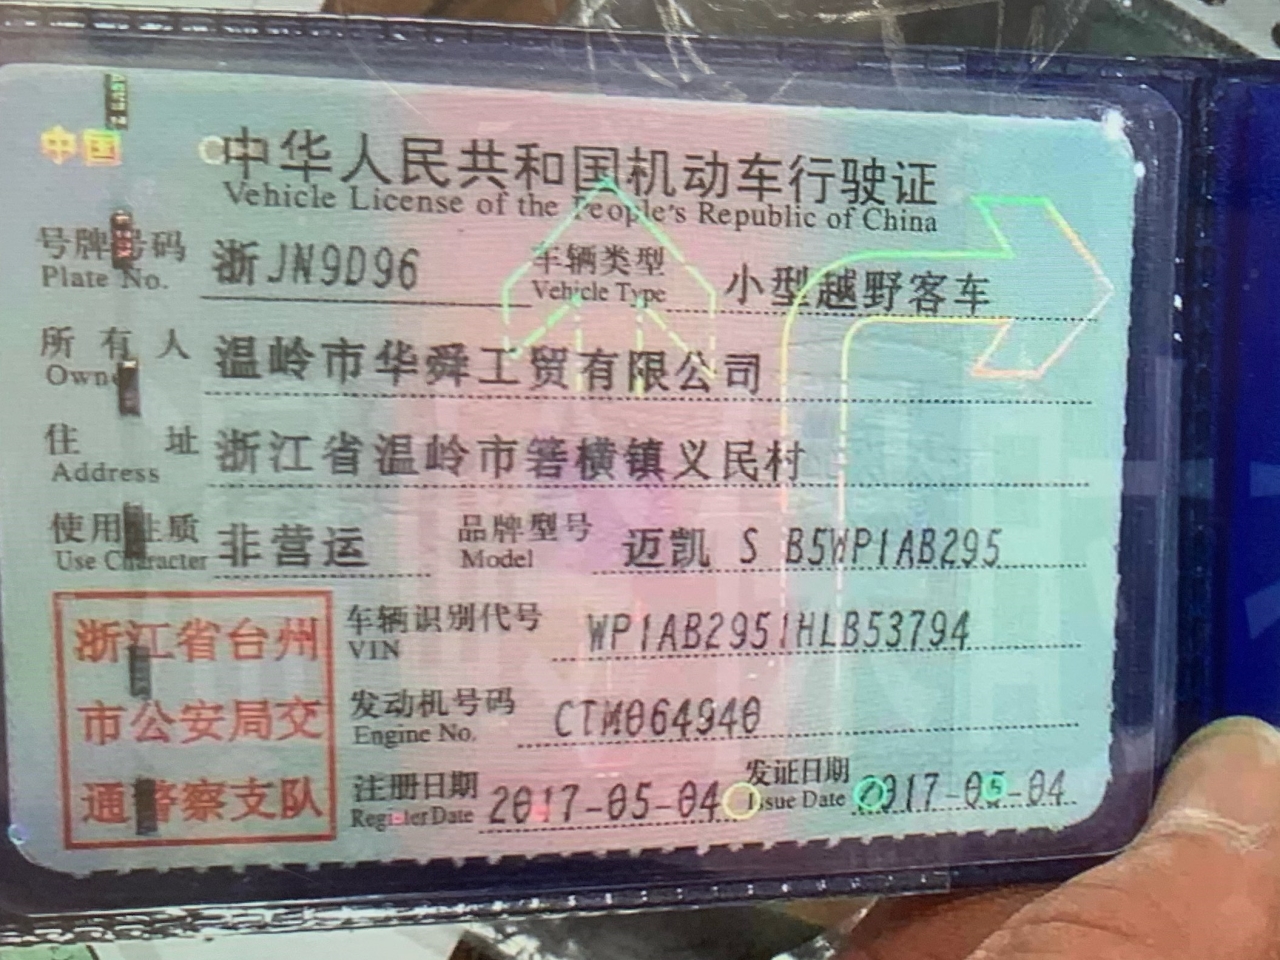 中国
中华人民共和国机动车行驶证
Vehicle License of the People's Republic of China
号牌号码 浙JN9D96 车辆类型 小型越野客车
Plate No. Vehicle Type
所有人 温岭市华舜工贸有限公司
Owner
住址 浙江省温岭市箬横镇义民村
Address
使用性质 非营运 品牌型号 迈凯 S B5WP1AB295
Use Character Model
浙江省台州
市公安局交
通警察支队
车辆识别代号 WP1AB2951HLB53794
VIN
发动机号码 CTM064940
Engine No.
注册日期 2017-05-04 发证日期 2017-05-04
Register Date Issue Date